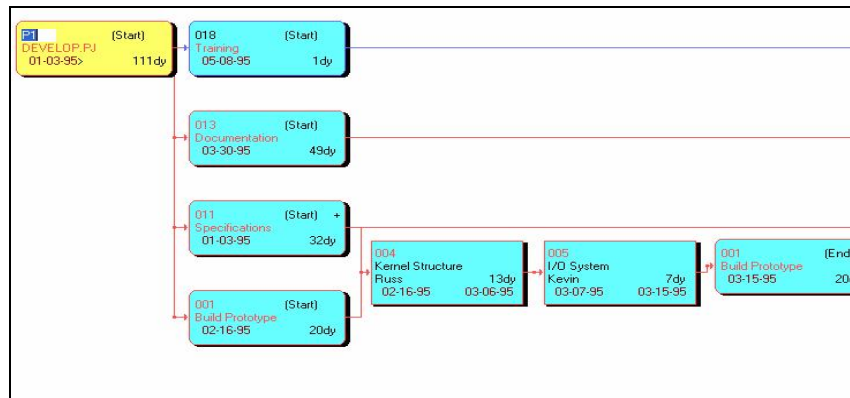 P1 (Start)
DEVELOP.PJ
01-03-95> 111dy
018 (Start)
Training
05-08-95 1dy
013 (Start)
Documentation
03-30-95 49dy
011 (Start) +
Specifications
01-03-95 32dy
001 (Start)
Build Prototype
02-16-95 20dy
004
Kernel Structure
Russ 13dy
02-16-95 03-06-95
005
I/O System
Kevin 7dy
03-07-95 03-15-95
001 (End
Build Prototype
03-15-95 20